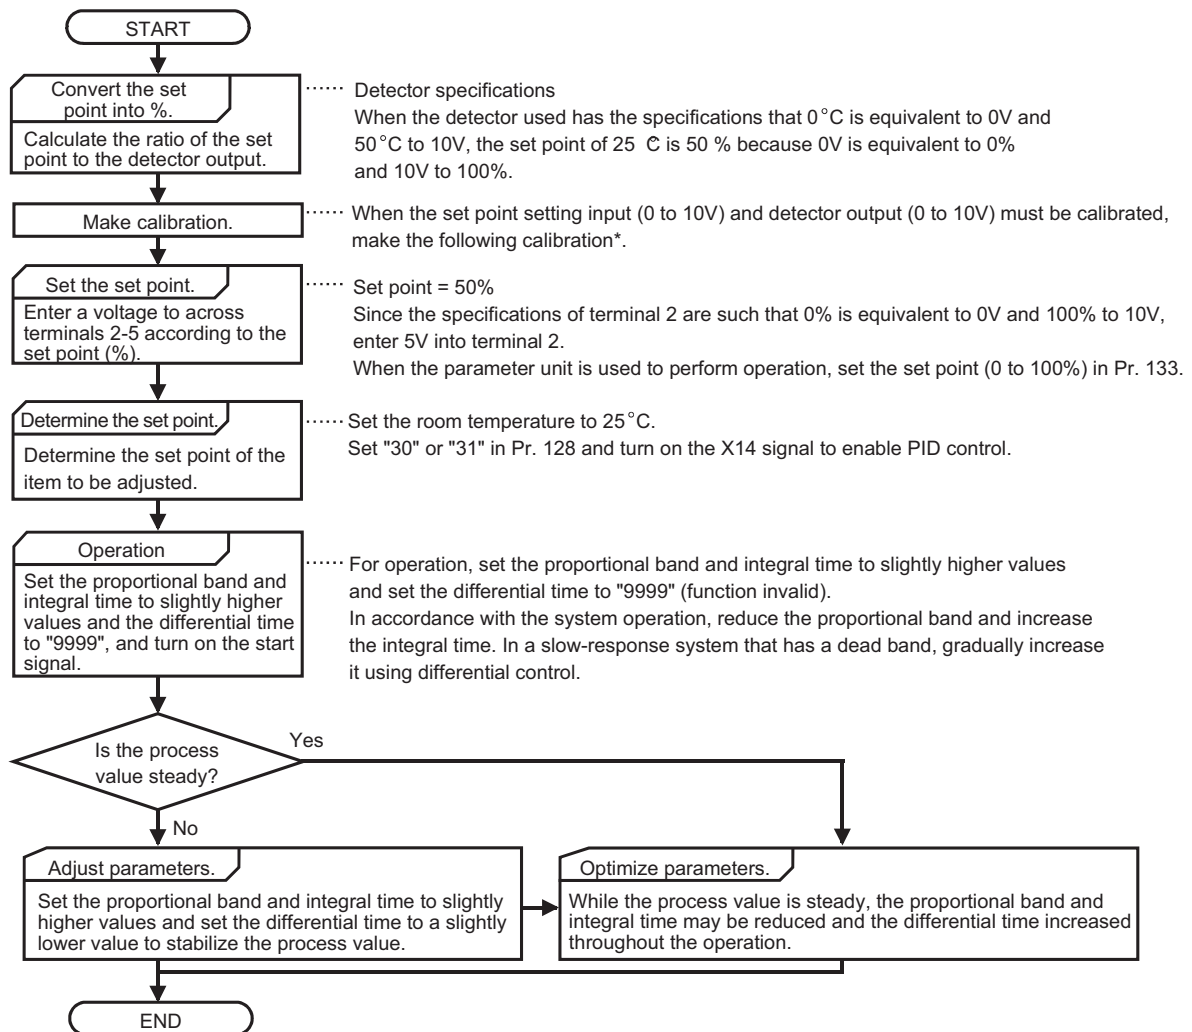 START
Convert the set
point into %.
Calculate the ratio of the set
point to the detector output.
Detector specifications
When the detector used has the specifications that 0°C is equivalent to 0V and
50°C to 10V, the set point of 25 °C is 50 % because 0V is equivalent to 0%
and 10V to 100%.
Make calibration.
When the set point setting input (0 to 10V) and detector output (0 to 10V) must be calibrated,
make the following calibration*.
Set the set point.
Enter a voltage to across
terminals 2-5 according to the
set point (%).
Set point = 50%
Since the specifications of terminal 2 are such that 0% is equivalent to 0V and 100% to 10V,
enter 5V into terminal 2.
When the parameter unit is used to perform operation, set the set point (0 to 100%) in Pr. 133.
Determine the set point.
Determine the set point of the
item to be adjusted.
Set the room temperature to 25°C.
Set "30" or "31" in Pr. 128 and turn on the X14 signal to enable PID control.
Operation
Set the proportional band and
integral time to slightly higher
values and the differential time
to "9999", and turn on the start
signal.
For operation, set the proportional band and integral time to slightly higher values
and set the differential time to "9999" (function invalid).
In accordance with the system operation, reduce the proportional band and increase
the integral time. In a slow-response system that has a dead band, gradually increase
it using differential control.
Is the process
value steady?
Yes
No
Adjust parameters.
Set the proportional band and integral time to slightly
higher values and set the differential time to a slightly
lower value to stabilize the process value.
Optimize parameters.
While the process value is steady, the proportional band and
integral time may be reduced and the differential time increased
throughout the operation.
END